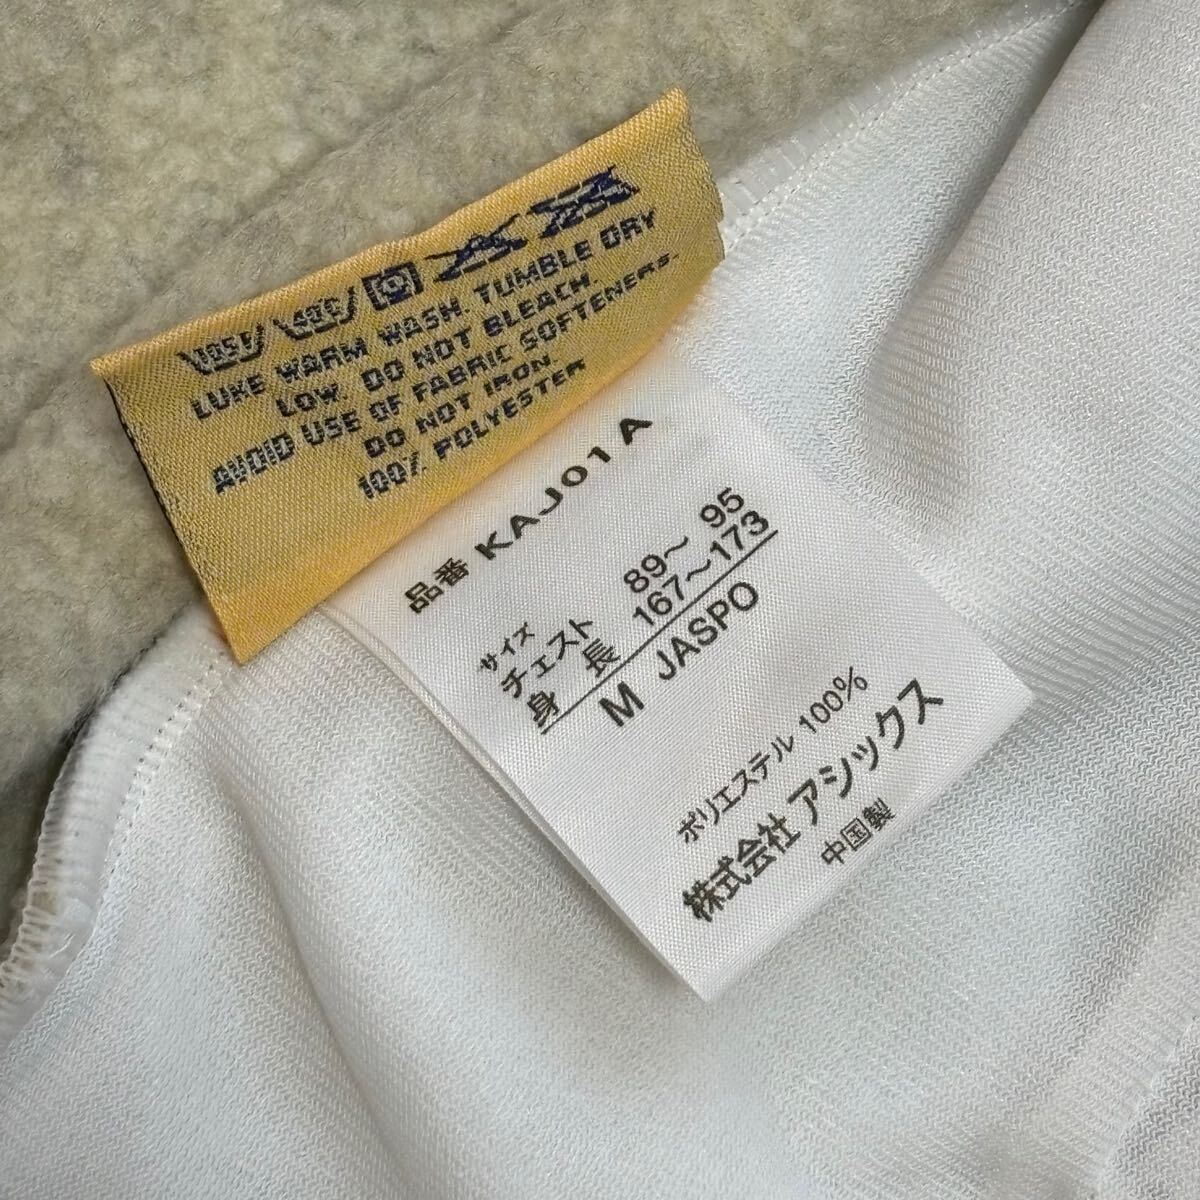 105F 40C
LUKE WARM WASH. TUMBLE DRY
LOW. DO NOT BLEACH.
AVOID USE OF FABRIC SOFTENERS.
DO NOT IRON.
100% POLYESTER
品番 KAJ01A
サイズ
チェスト 89～ 95
身 長 167～173
M JASPO
ポリエステル 100%
株式会社 アシックス
中国製